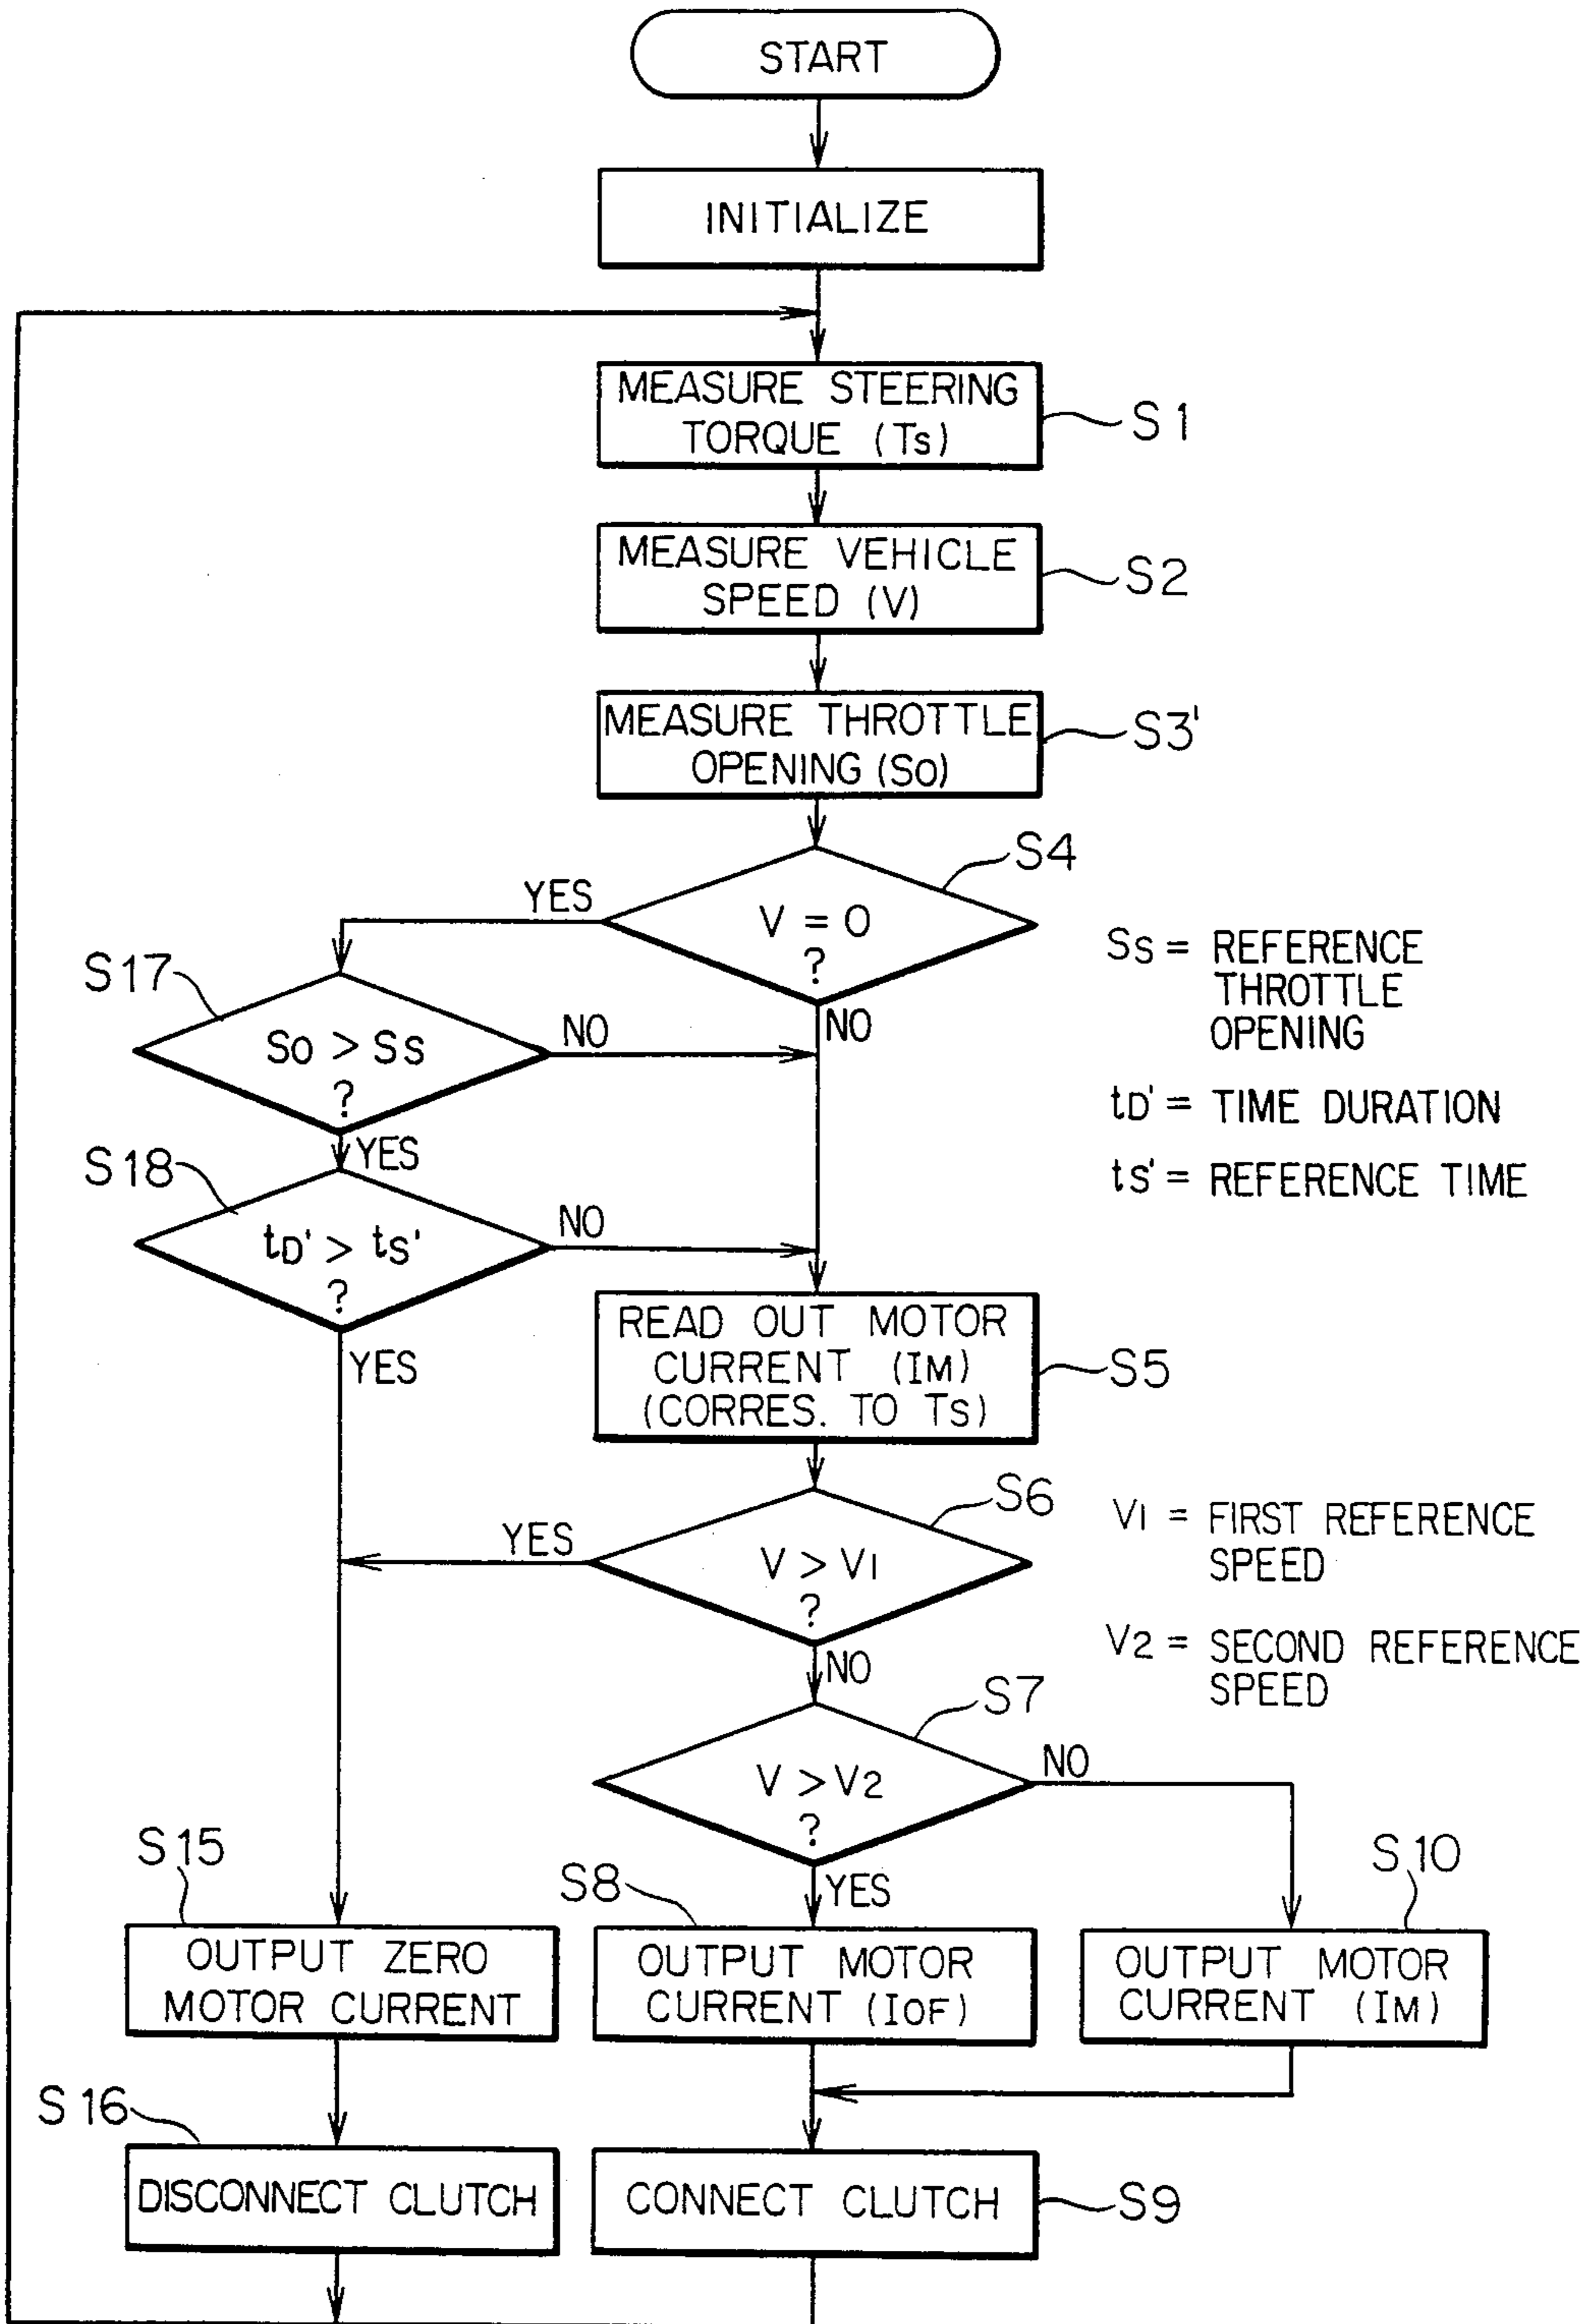 START
INITIALIZE
MEASURE STEERING
TORQUE (Ts)
S1
MEASURE VEHICLE
SPEED (V)
S2
MEASURE THROTTLE
OPENING (So)
S3'
S4
V = 0
?
YES
NO
Ss = REFERENCE
THROTTLE
OPENING
tD' = TIME DURATION
ts' = REFERENCE TIME
S17
So > Ss
?
NO
YES
S18
tD' > tS'
?
NO
YES
READ OUT MOTOR
CURRENT (IM)
(CORRES. TO Ts)
S5
S6
V > V1
?
YES
NO
V1 = FIRST REFERENCE
SPEED
V2 = SECOND REFERENCE
SPEED
S7
V > V2
?
NO
YES
S15
OUTPUT ZERO
MOTOR CURRENT
S8
OUTPUT MOTOR
CURRENT (IOF)
S10
OUTPUT MOTOR
CURRENT (IM)
S16
DISCONNECT CLUTCH
CONNECT CLUTCH
S9